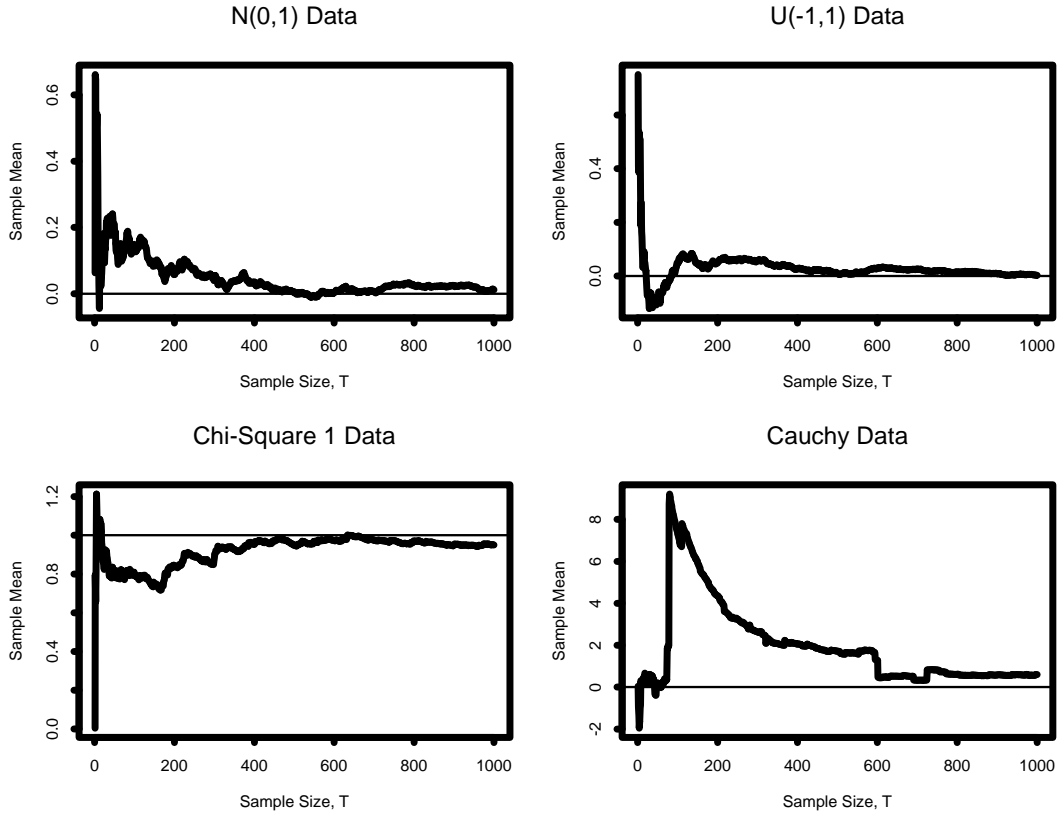 N(0,1) Data
Sample Mean
0.6
0.4
0.2
0.0
0 200 400 600 800 1000
Sample Size, T
U(-1,1) Data
Sample Mean
0.4
0.0
0 200 400 600 800 1000
Sample Size, T
Chi-Square 1 Data
Sample Mean
1.2
0.8
0.4
0.0
0 200 400 600 800 1000
Sample Size, T
Cauchy Data
Sample Mean
8
6
4
2
0
-2
0 200 400 600 800 1000
Sample Size, T